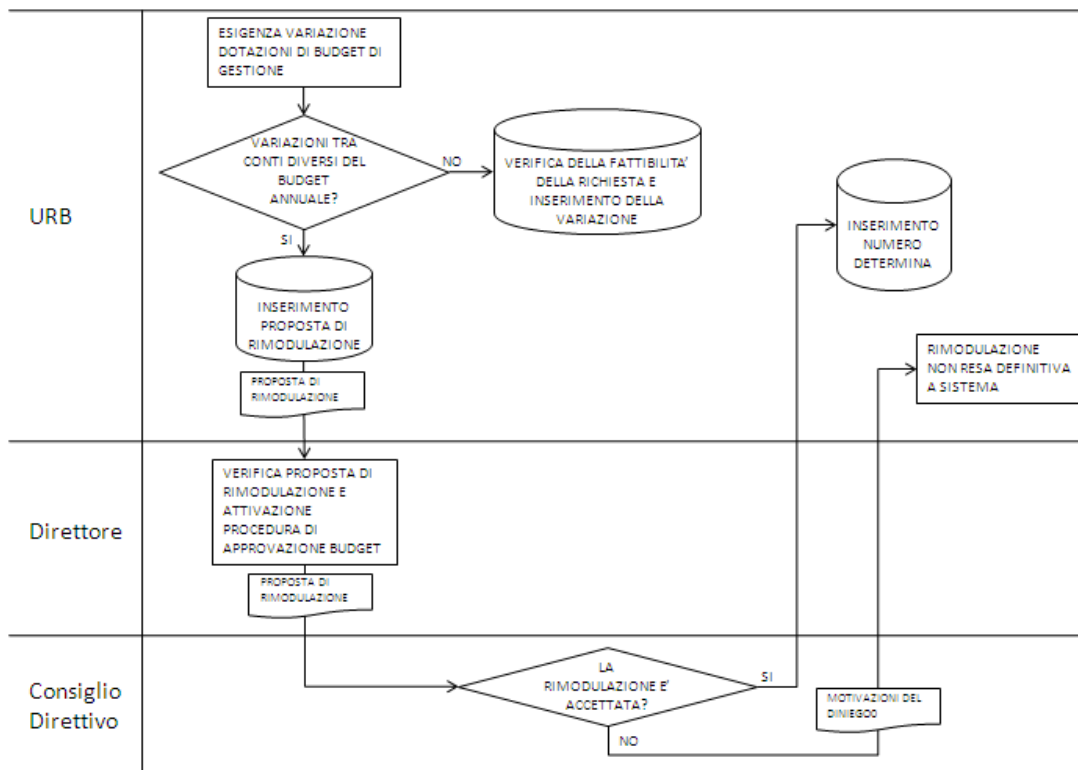 URB
ESIGENZA VARIAZIONE
DOTAZIONI DI BUDGET DI
GESTIONE
VARIAZIONI TRA
CONTI DIVERSI DEL
BUDGET
ANNUALE?
NO
SI
VERIFICA DELLA FATTIBILITA'
DELLA RICHIESTA E
INSERIMENTO DELLA
VARIAZIONE
INSERIMENTO
NUMERO
DETERMINA
INSERIMENTO
PROPOSTA DI
RIMODULAZIONE
PROPOSTA DI
RIMODULAZIONE
RIMODULAZIONE
NON RESA DEFINITIVA
A SISTEMA
Direttore
VERIFICA PROPOSTA DI
RIMODULAZIONE E
ATTIVAZIONE
PROCEDURA DI
APPROVAZIONE BUDGET
PROPOSTA DI
RIMODULAZIONE
Consiglio
Direttivo
LA
RIMODULAZIONE E'
ACCETTATA?
SI
NO
MOTIVAZIONI DEL
DINIEGO0